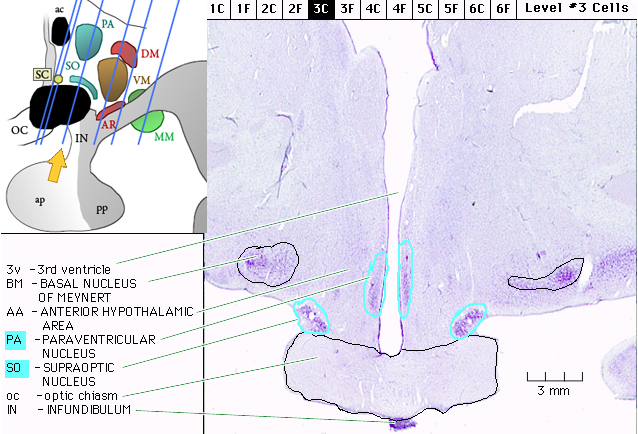 1C 1F 2C 2F 3C 3F 4C 4F 5C 5F 6C 6F Level #3 Cells
ac
PA
DM
SO
SC
VM
OC
IN
AR
MM
ap
pp
3v - 3rd ventricle
BM - BASAL NUCLEUS
OF MEYNERT
AA - ANTERIOR HYPOTHALAMIC
AREA
PA - PARAVENTRICULAR
NUCLEUS
SO - SUPRAOPTIC
NUCLEUS
oc - optic chiasm
IN - INFUNDIBULUM
3 mm